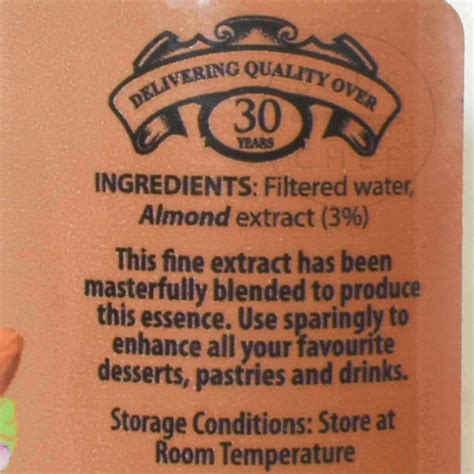 DELIVERING QUALITY OVER
30
YEARS
INGREDIENTS: Filtered water,
Almond extract (3%)
This fine extract has been
masterfully blended to produce
this essence. Use sparingly to
enhance all your favourite
desserts, pastries and drinks.
Storage Conditions: Store at
Room Temperature